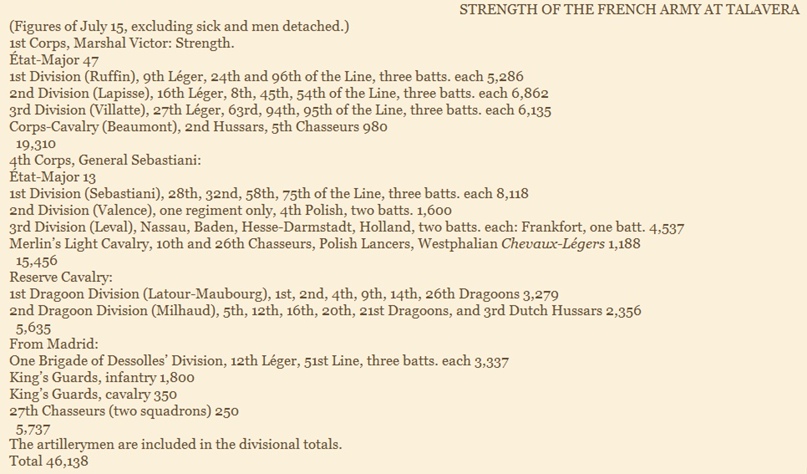 STRENGTH OF THE FRENCH ARMY AT TALAVERA
(Figures of July 15, excluding sick and men detached.)
1st Corps, Marshal Victor: Strength.
État-Major 47
1st Division (Ruffin), 9th Léger, 24th and 96th of the Line, three batts. each 5,286
2nd Division (Lapisse), 16th Léger, 8th, 45th, 54th of the Line, three batts. each 6,862
3rd Division (Villatte), 27th Léger, 63rd, 94th, 95th of the Line, three batts. each 6,135
Corps-Cavalry (Beaumont), 2nd Hussars, 5th Chasseurs 980
19,310
4th Corps, General Sebastiani:
État-Major 13
1st Division (Sebastiani), 28th, 32nd, 58th, 75th of the Line, three batts. each 8,118
2nd Division (Valence), one regiment only, 4th Polish, two batts. 1,600
3rd Division (Leval), Nassau, Baden, Hesse-Darmstadt, Holland, two batts. each: Frankfort, one batt. 4,537
Merlin’s Light Cavalry, 10th and 26th Chasseurs, Polish Lancers, Westphalian Chevaux-Légers 1,188
15,456
Reserve Cavalry:
1st Dragoon Division (Latour-Maubourg), 1st, 2nd, 4th, 9th, 14th, 26th Dragoons 3,279
2nd Dragoon Division (Milhaud), 5th, 12th, 16th, 20th, 21st Dragoons, and 3rd Dutch Hussars 2,356
5,635
From Madrid:
One Brigade of Dessolles’ Division, 12th Léger, 51st Line, three batts. each 3,337
King’s Guards, infantry 1,800
King’s Guards, cavalry 350
27th Chasseurs (two squadrons) 250
5,737
The artillerymen are included in the divisional totals.
Total 46,138